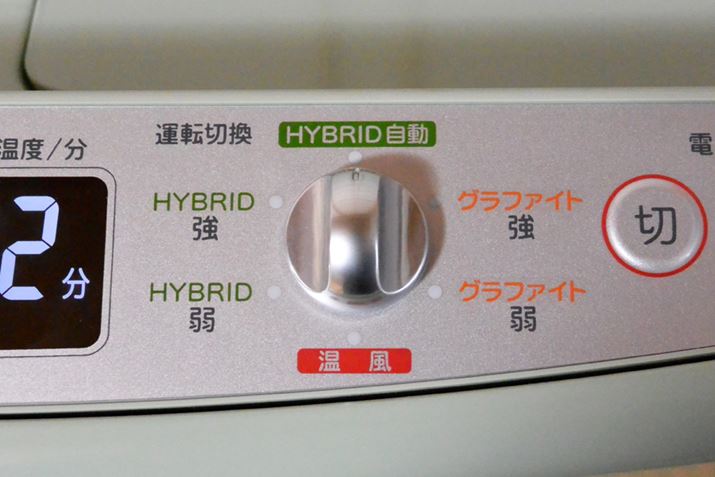 温度/分
2分
運転切換
HYBRID自動
HYBRID
強
HYBRID
弱
グラファイト
強
グラファイト
弱
温風
切
電